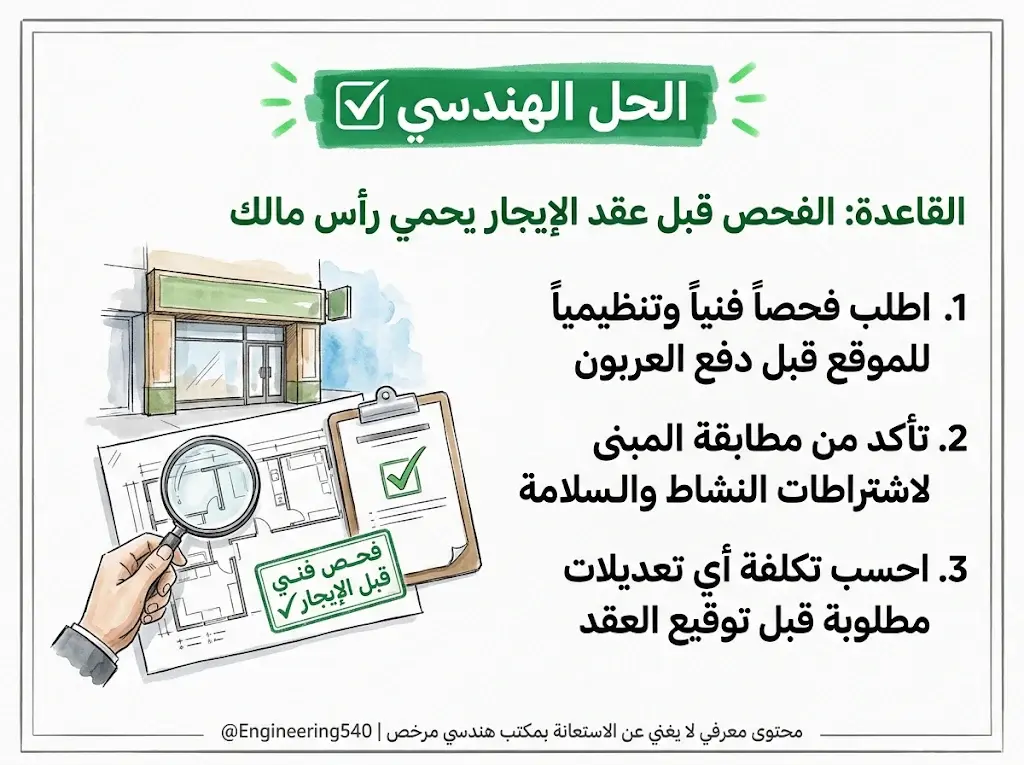 الحل الهندسي
القاعدة: الفحص قبل عقد الإيجار يحمي رأس مالك
1. اطلب فحصاً فنياً وتنظيمياً
للموقع قبل دفع العربون
2. تأكد من مطابقة المبنى
لاشتراطات النشاط والسلامة
3. احسب تكلفة أي تعديلات
مطلوبة قبل توقيع العقد
فحص فني
قبل الإيجار ✓
محتوى معرفي لا يغني عن الاستعانة بمكتب هندسي مرخص | @Engineering540